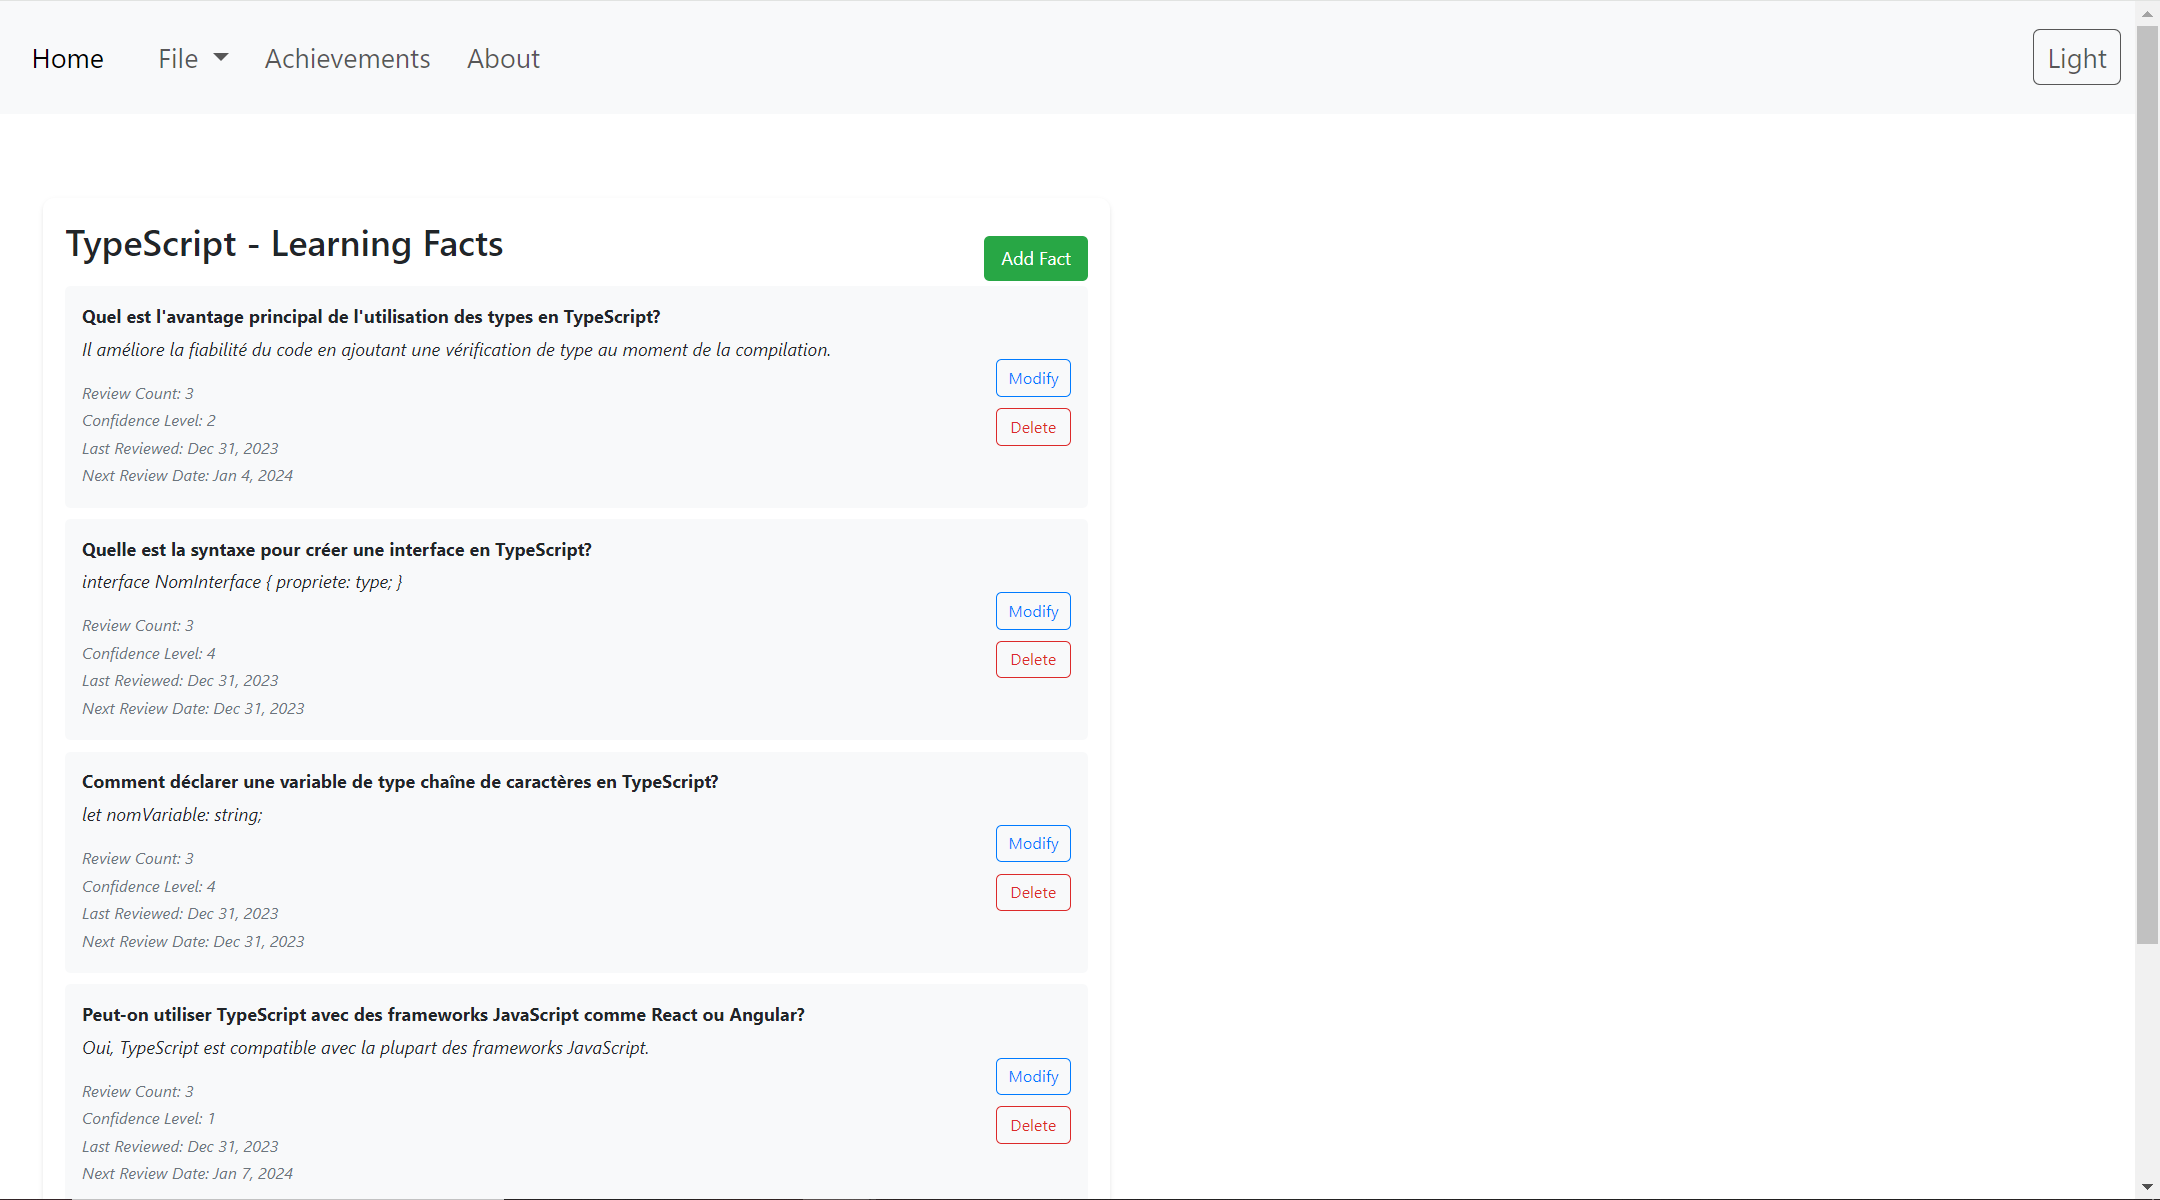 Home File Achievements About Light
TypeScript - Learning Facts
Add Fact
Quel est l'avantage principal de l'utilisation des types en TypeScript?
Il améliore la fiabilité du code en ajoutant une vérification de type au moment de la compilation.
Review Count: 3
Confidence Level: 2
Last Reviewed: Dec 31, 2023
Next Review Date: Jan 4, 2024
Modify
Delete
Quelle est la syntaxe pour créer une interface en TypeScript?
interface NomInterface { propriete: type; }
Review Count: 3
Confidence Level: 4
Last Reviewed: Dec 31, 2023
Next Review Date: Dec 31, 2023
Modify
Delete
Comment déclarer une variable de type chaîne de caractères en TypeScript?
let nomVariable: string;
Review Count: 3
Confidence Level: 4
Last Reviewed: Dec 31, 2023
Next Review Date: Dec 31, 2023
Modify
Delete
Peut-on utiliser TypeScript avec des frameworks JavaScript comme React ou Angular?
Oui, TypeScript est compatible avec la plupart des frameworks JavaScript.
Review Count: 3
Confidence Level: 1
Last Reviewed: Dec 31, 2023
Next Review Date: Jan 7, 2024
Modify
Delete